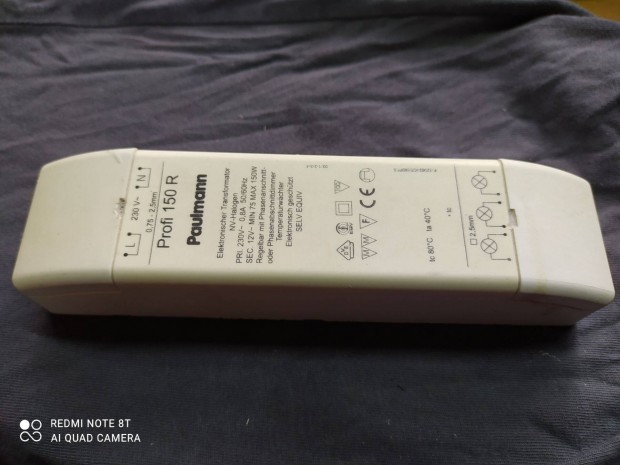 L
230 V~
N
0,75 - 2,5mm
Profi 150 R
Paulmann
Elektronischer Transformator
NV-Halogen
PRI. 230V~ 0,8A 50/60Hz
SEC. 12V~ MIN.75 MAX.150W
Regelbar mit Phasenanschnitt-
oder Phasenabschnittdimmer
Temperaturwächter
Elektronisch geschützt
SELV EQUIV
CE
M M F
tc 80°C ta 40°C
• tc
2,5mm
REDMI NOTE 8T
AI QUAD CAMERA